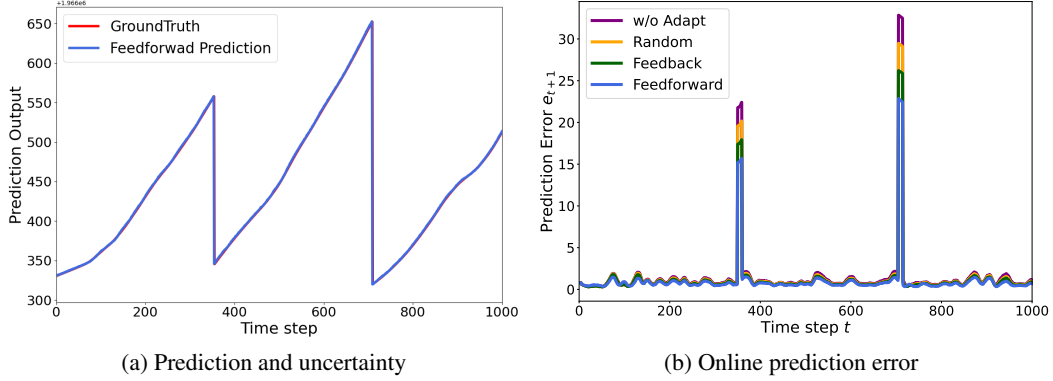 +1.966e6
GroundTruth
Feedforwad Prediction
Prediction Output
650
600
550
500
450
400
350
300
0
200
400
600
800
1000
Time step
(a) Prediction and uncertainty
w/o Adapt
Random
Feedback
Feedforward
Prediction Error e_{t+1}
30
25
20
15
10
5
0
0
200
400
600
800
1000
Time step t
(b) Online prediction error